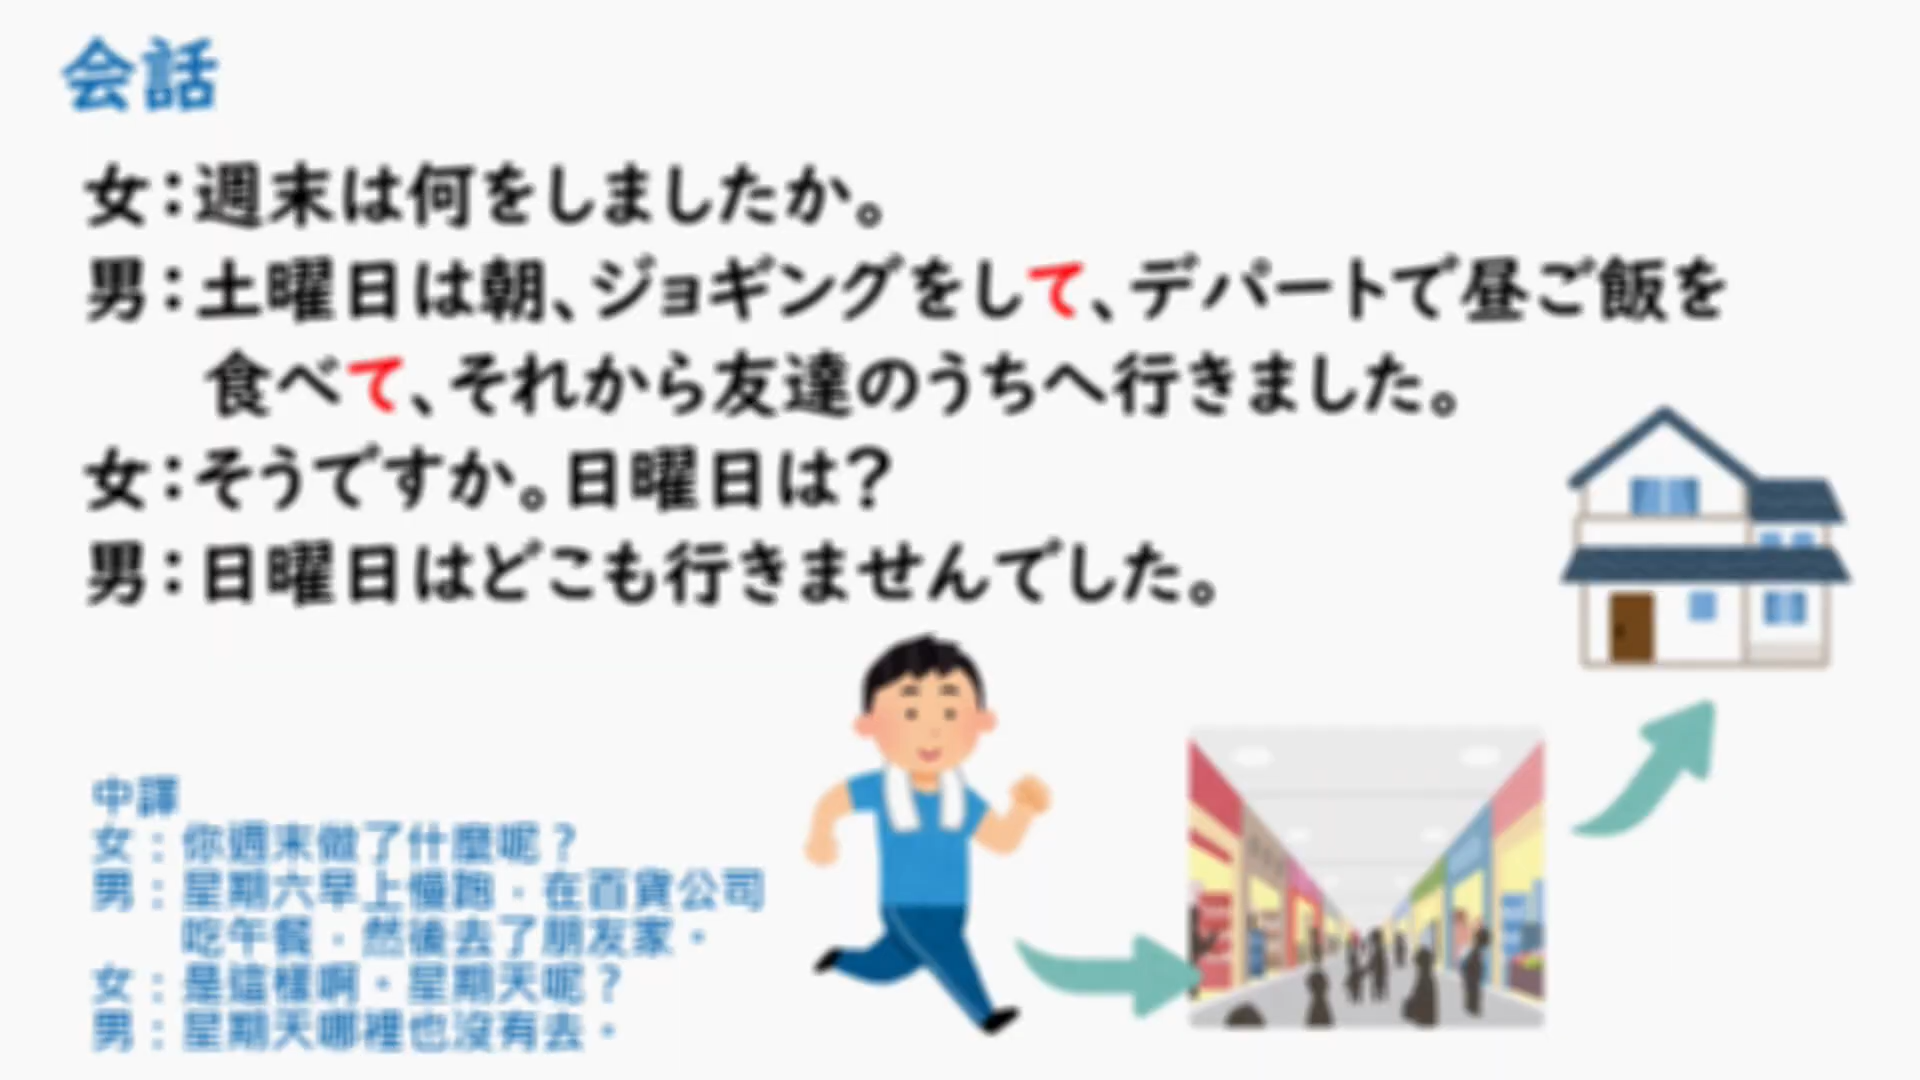 会話
女：週末は何をしましたか。
男：土曜日は朝、ジョギングをして、デパートで昼ご飯を
食べて、それから友達のうちへ行きました。
女：そうですか。日曜日は？
男：日曜日はどこも行きませんでした。
中譯
女：你週末做了什麼呢？
男：星期六早上慢跑，在百貨公司
吃午餐，然後去了朋友家。
女：是這樣啊。星期天呢？
男：星期天哪裡也沒有去。